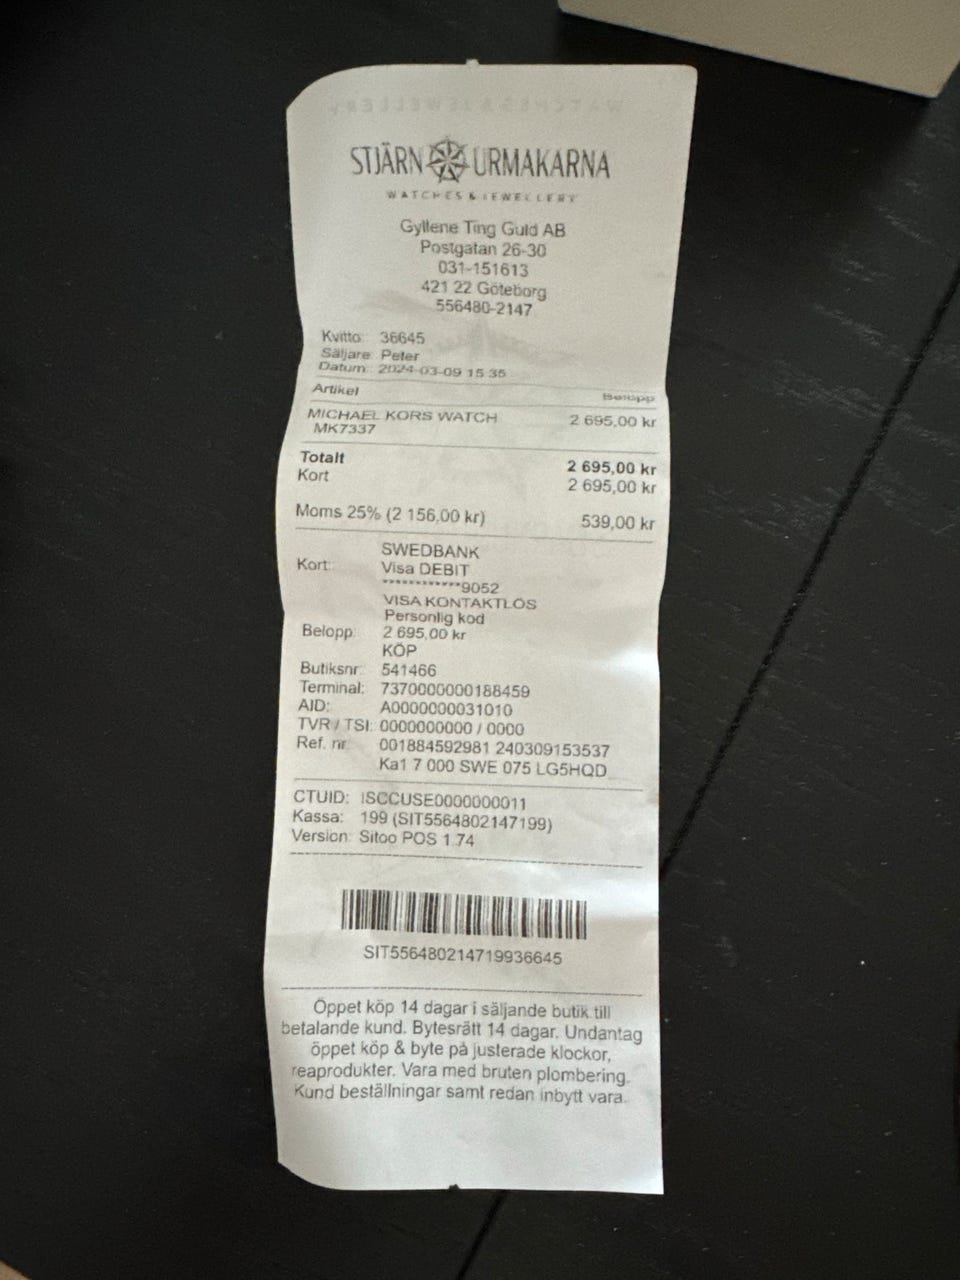 STJÄRN URMAKARNA
WATCHES & JEWELLERY
Gyllene Ting Guld AB
Postgatan 26-30
031-151613
421 22 Göteborg
556480-2147
Kvitto: 36645
Säljare: Peter
Datum: 2024-03-09 15:35
Artikel Belopp
MICHAEL KORS WATCH 2 695,00 kr
MK7337
Totalt 2 695,00 kr
Kort 2 695,00 kr
Moms 25% (2 156,00 kr) 539,00 kr
SWEDBANK
Kort: Visa DEBIT
************9052
VISA KONTAKTLÖS
Personlig kod
Belopp: 2 695,00 kr
KÖP
Butiksnr: 541466
Terminal: 7370000000188459
AID: A0000000031010
TVR / TSI: 0000000000 / 0000
Ref. nr: 001884592981 240309153537
Ka1 7 000 SWE 075 LG5HQD
CTUID: ISCCUSE0000000011
Kassa: 199 (SIT5564802147199)
Version: Sitoo POS 1.74
SIT556480214719936645
Öppet köp 14 dagar i säljande butik till
betalande kund. Bytesrätt 14 dagar. Undantag
öppet köp & byte på justerade klockor,
reaprodukter. Vara med bruten plombering.
Kund beställningar samt redan inbytt vara.